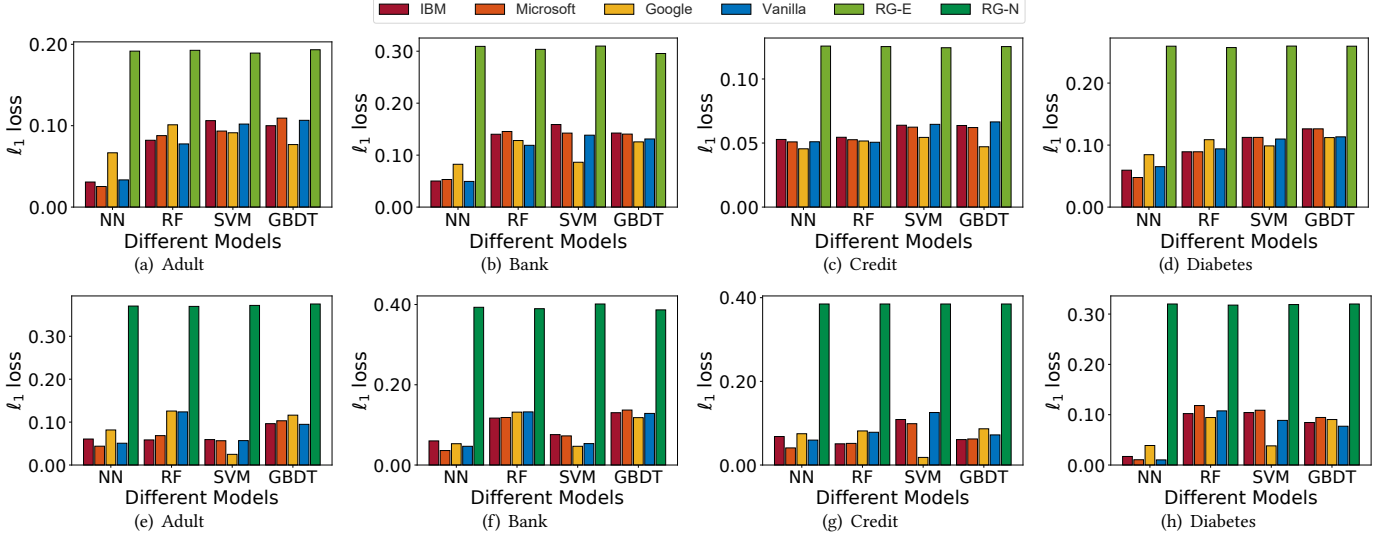 IBM Microsoft Google Vanilla RG-E RG-N
0.20
0.10
0.00
ℓ1 loss
NN RF SVM GBDT
Different Models
(a) Adult
0.30
0.20
0.10
0.00
ℓ1 loss
NN RF SVM GBDT
Different Models
(b) Bank
0.10
0.05
0.00
ℓ1 loss
NN RF SVM GBDT
Different Models
(c) Credit
0.20
0.10
0.00
ℓ1 loss
NN RF SVM GBDT
Different Models
(d) Diabetes
0.30
0.20
0.10
0.00
ℓ1 loss
NN RF SVM GBDT
Different Models
(e) Adult
0.40
0.20
0.00
ℓ1 loss
NN RF SVM GBDT
Different Models
(f) Bank
0.40
0.20
0.00
ℓ1 loss
NN RF SVM GBDT
Different Models
(g) Credit
0.30
0.20
0.10
0.00
ℓ1 loss
NN RF SVM GBDT
Different Models
(h) Diabetes